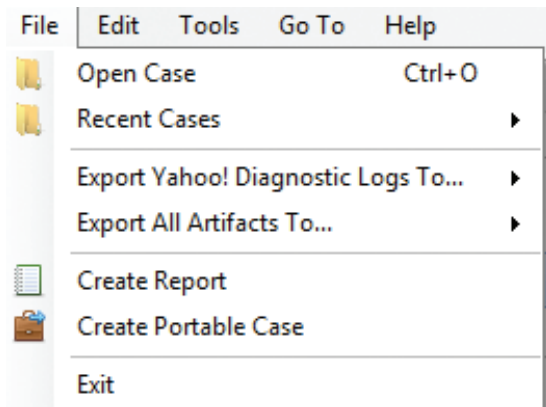 File Edit Tools Go To Help
Open Case Ctrl+O
Recent Cases
Export Yahoo! Diagnostic Logs To...
Export All Artifacts To...
Create Report
Create Portable Case
Exit